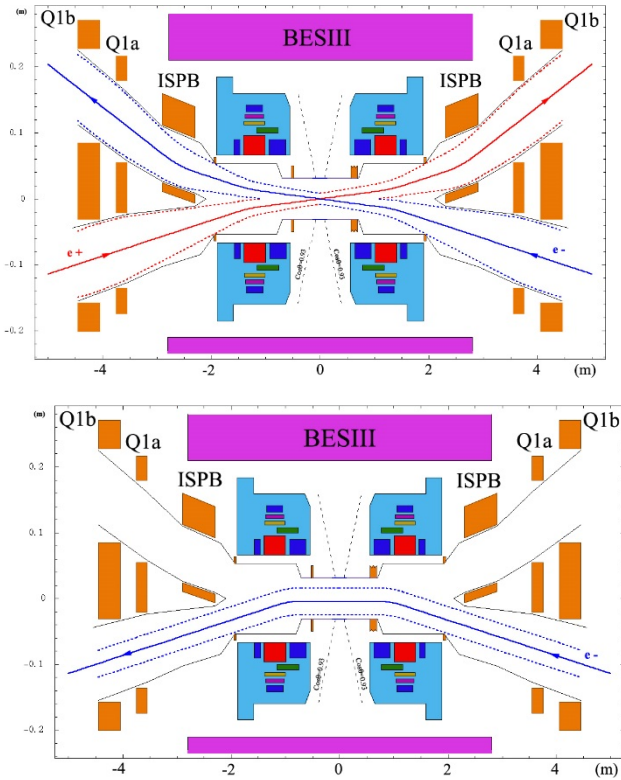 (m)
Q1b
Q1b
Q1a
Q1a
BESIII
ISPB
ISPB
0.2
0.1
0
-0.1
-0.2
e+
e-
Cosθ=0.93
Cosθ=0.93
-4
-2
0
2
4
(m)
(m)
Q1b
Q1b
Q1a
Q1a
BESIII
ISPB
ISPB
0.2
0.1
0
-0.1
-0.2
e-
Cosθ=0.93
Cosθ=0.93
-4
-2
0
2
4
(m)